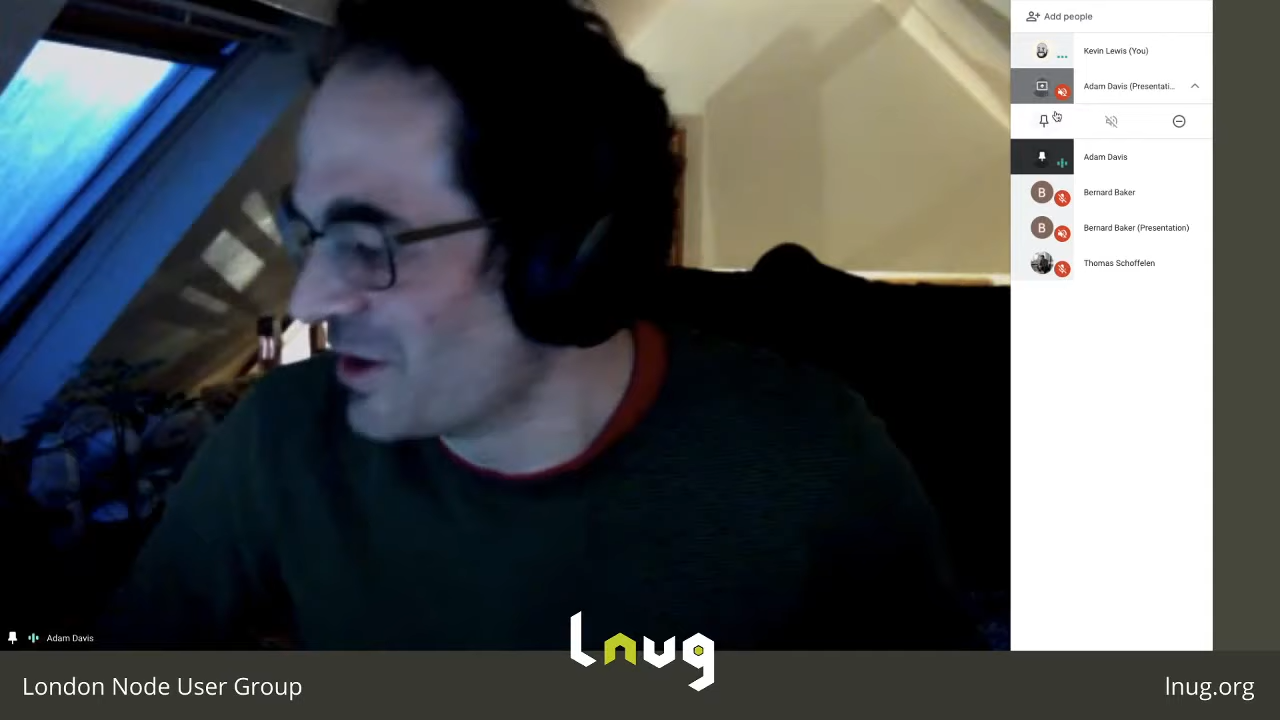 Add people
Kevin Lewis (You)
Adam Davis (Presentati...
Adam Davis
B
Bernard Baker
B
Bernard Baker (Presentation)
Thomas Schoffelen
Adam Davis
lnug
London Node User Group
lnug.org